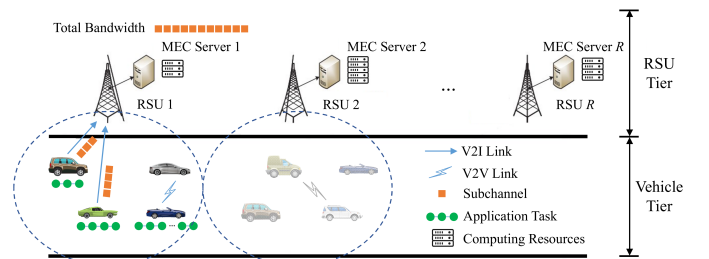 Total Bandwidth
MEC Server 1
MEC Server 2
MEC Server R
RSU 1
RSU 2
...
RSU R
RSU
Tier
V2I Link
V2V Link
Subchannel
Application Task
Computing Resources
Vehicle
Tier
...